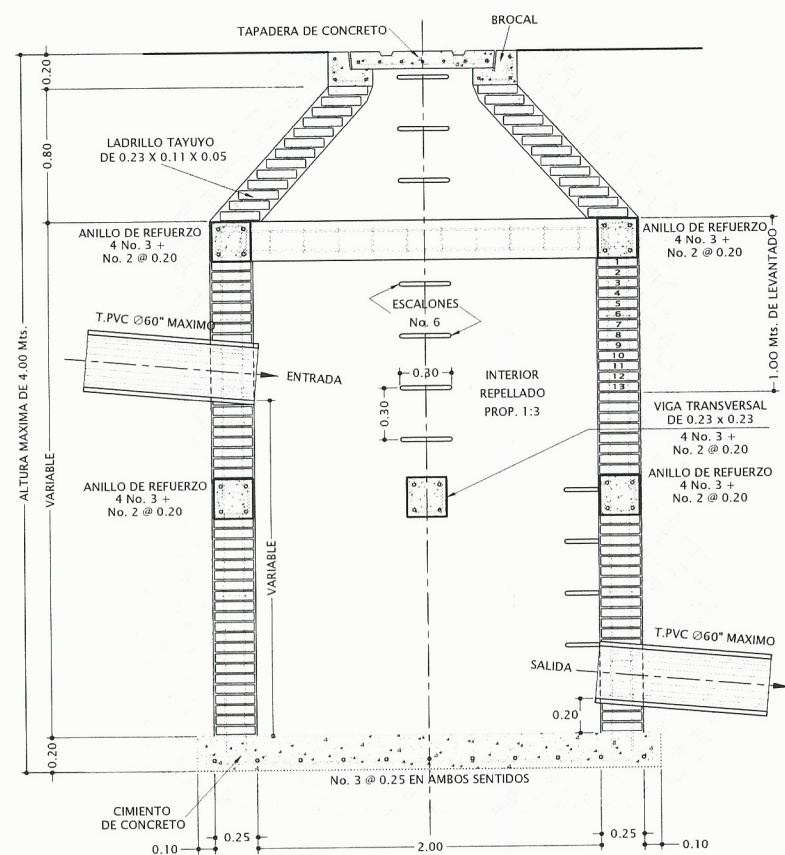 TAPADERA DE CONCRETO
BROCAL
0.20
0.80
LADRILLO TAYUYO
DE 0.23 X 0.11 X 0.05
ANILLO DE REFUERZO
4 No. 3 +
No. 2 @ 0.20
ANILLO DE REFUERZO
4 No. 3 +
No. 2 @ 0.20
1
2
3
4
5
6
7
8
9
10
11
12
13
1.00 Mts. DE LEVANTADO
ESCALONES
No. 6
T.PVC Ø60" MAXIMO
ENTRADA
0.30
0.30
INTERIOR
REPELLADO
PROP. 1:3
VIGA TRANSVERSAL
DE 0.23 x 0.23
4 No. 3 +
No. 2 @ 0.20
ALTURA MAXIMA DE 4.00 Mts.
VARIABLE
ANILLO DE REFUERZO
4 No. 3 +
No. 2 @ 0.20
ANILLO DE REFUERZO
4 No. 3 +
No. 2 @ 0.20
VARIABLE
T.PVC Ø60" MAXIMO
SALIDA
0.20
0.20
No. 3 @ 0.25 EN AMBOS SENTIDOS
CIMIENTO
DE CONCRETO
0.10
0.25
2.00
0.25
0.10